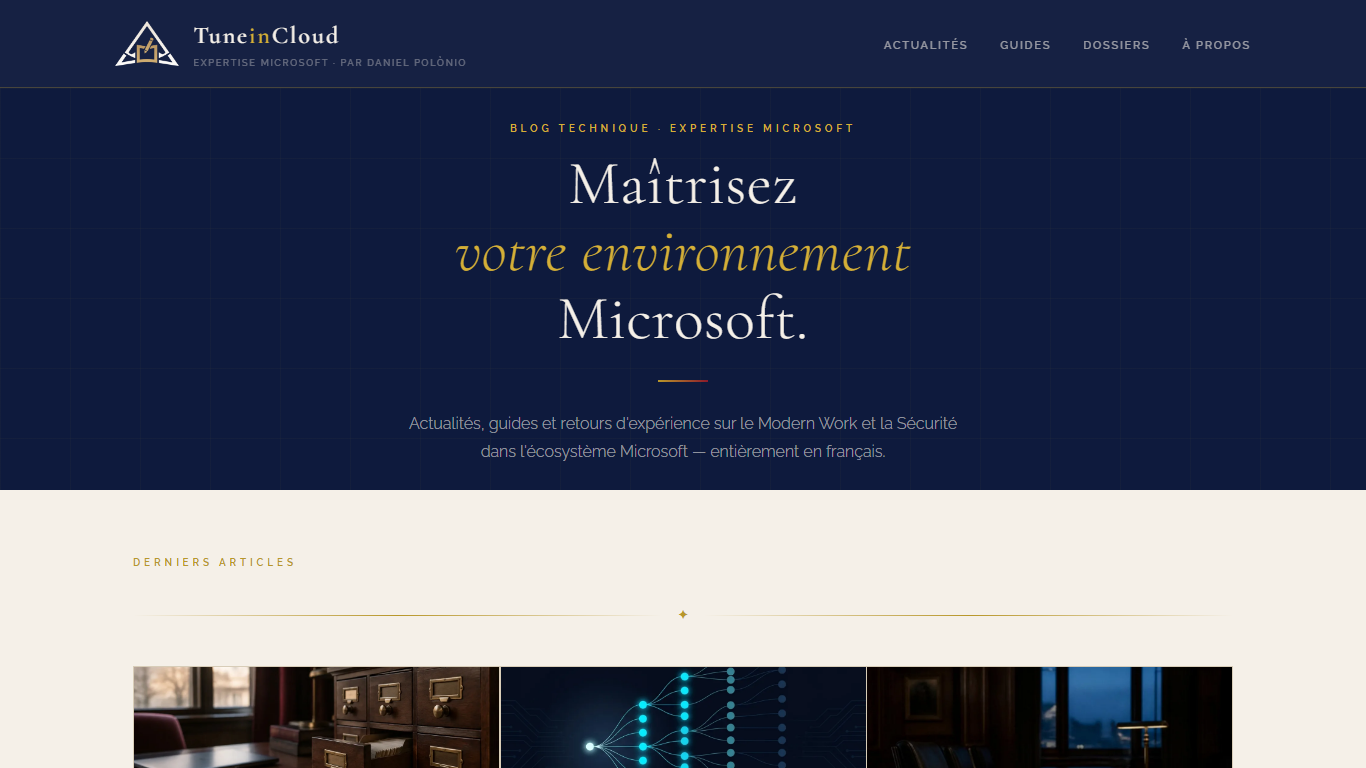 TuneinCloud
EXPERTISE MICROSOFT · PAR DANIEL POLÓNIO
ACTUALITÉS GUIDES DOSSIERS À PROPOS
BLOG TECHNIQUE · EXPERTISE MICROSOFT
Maîtrisez
votre environnement
Microsoft.
Actualités, guides et retours d'expérience sur le Modern Work et la Sécurité
dans l'écosystème Microsoft — entièrement en français.
DERNIERS ARTICLES